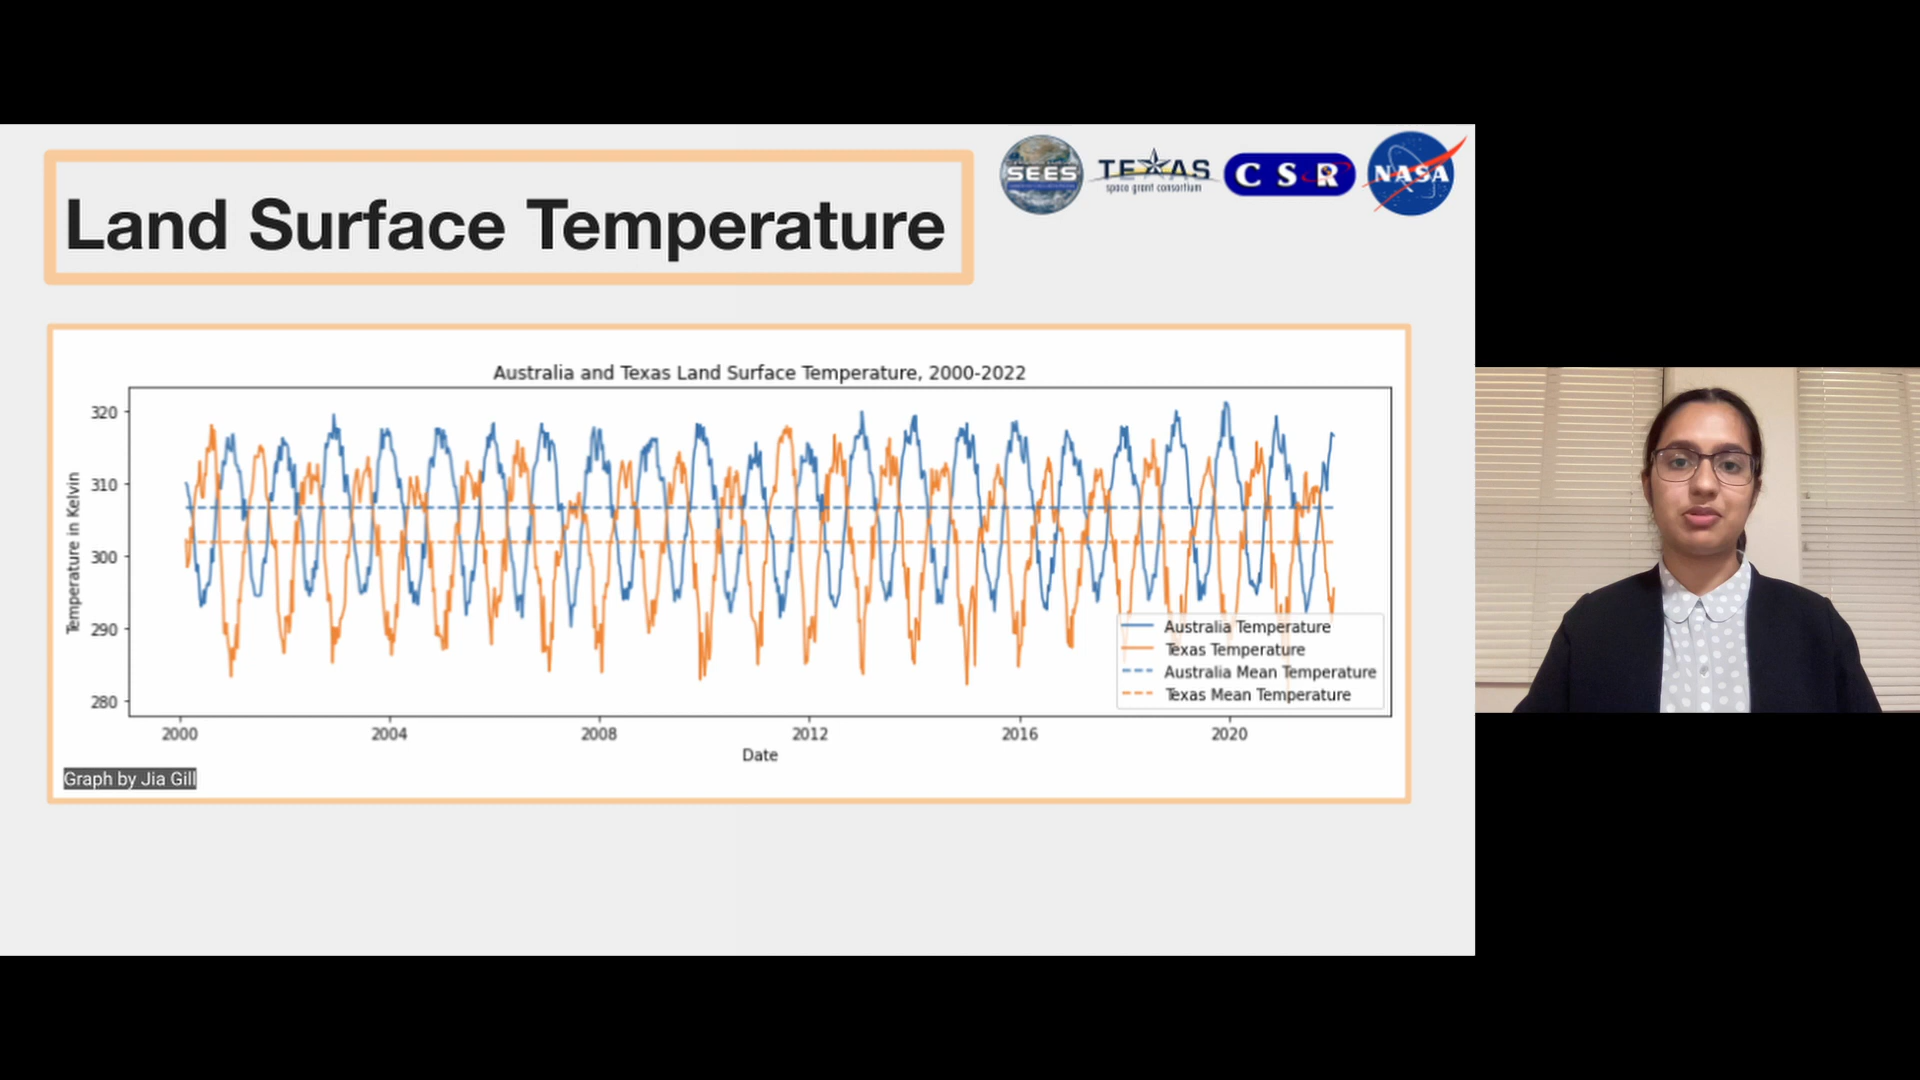 Land Surface Temperature
SEES
TEXAS
space grant consortium
CSR
NASA
Australia and Texas Land Surface Temperature, 2000-2022
Temperature in Kelvin
320
310
300
290
280
Australia Temperature
Texas Temperature
Australia Mean Temperature
Texas Mean Temperature
2000 2004 2008 2012 2016 2020
Date
Graph by Jia Gill